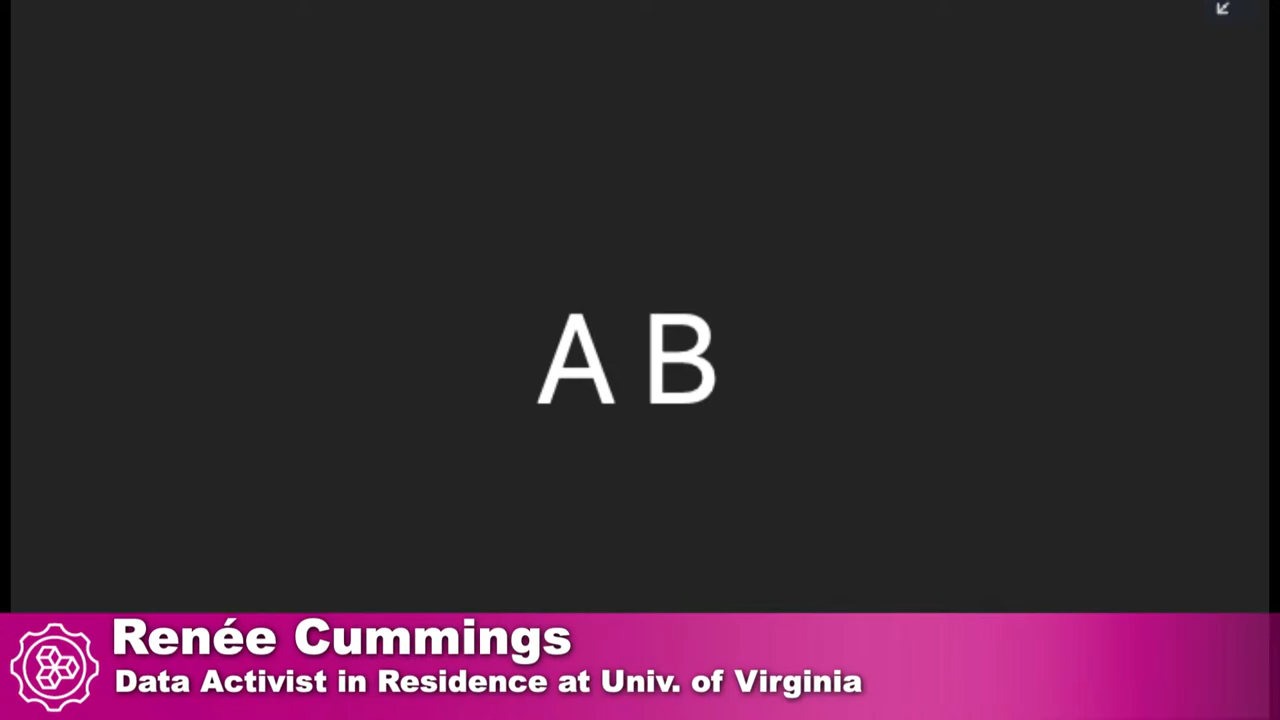 A B
Renée Cummings
Data Activist in Residence at Univ. of Virginia